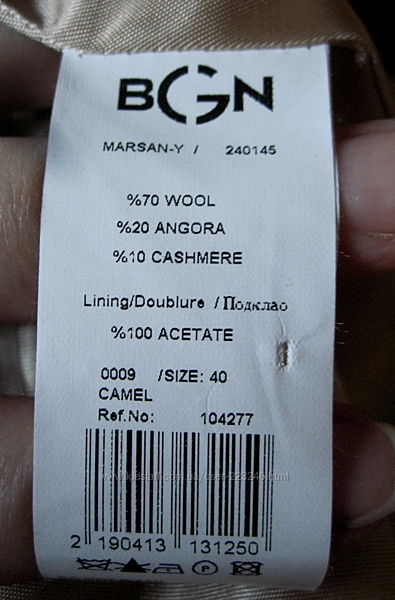 BGN
MARSAN-Y / 240145
%70 WOOL
%20 ANGORA
%10 CASHMERE
Lining/Doublure / Подклас
%100 ACETATE
0009 /SIZE: 40
CAMEL
Ref.No: 104277
2 190413 131250
P